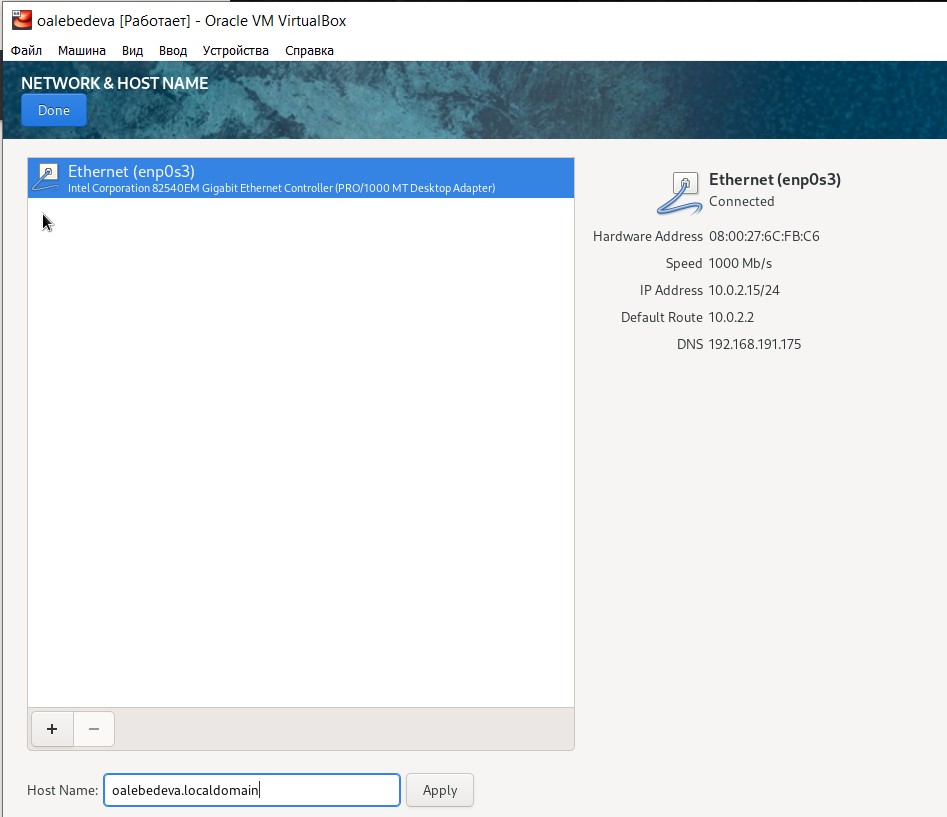 oalebedeva [Работает] - Oracle VM VirtualBox
Файл Машина Вид Ввод Устройства Справка
NETWORK & HOST NAME
Done
Ethernet (enp0s3)
Intel Corporation 82540EM Gigabit Ethernet Controller (PRO/1000 MT Desktop Adapter)
Ethernet (enp0s3)
Connected
Hardware Address 08:00:27:6C:FB:C6
Speed 1000 Mb/s
IP Address 10.0.2.15/24
Default Route 10.0.2.2
DNS 192.168.191.175
+ −
Host Name: oalebedeva.localdomain Apply